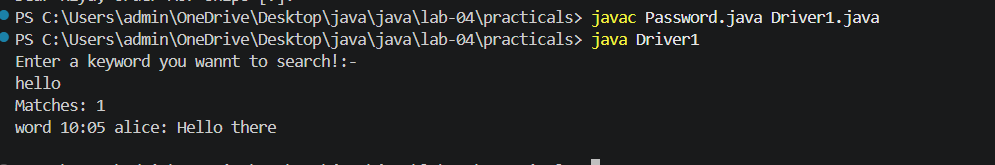 PS C:\Users\admin\OneDrive\Desktop\java\java\lab-04\practicals> javac Password.java Driver1.java
PS C:\Users\admin\OneDrive\Desktop\java\java\lab-04\practicals> java Driver1
Enter a keyword you wannt to search!:-
hello
Matches: 1
word 10:05 alice: Hello there